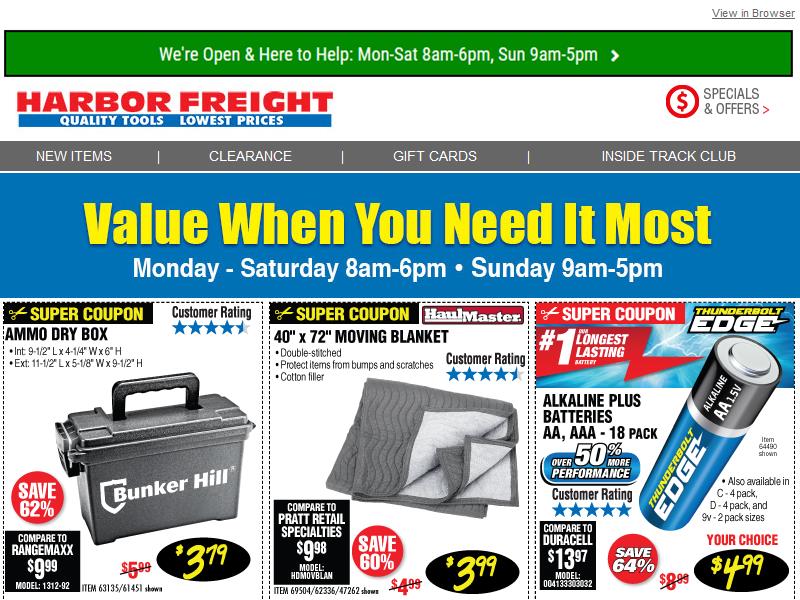 View in Browser
We're Open & Here to Help: Mon-Sat 8am-6pm, Sun 9am-5pm >
HARBOR FREIGHT
QUALITY TOOLS LOWEST PRICES
SPECIALS
& OFFERS >
NEW ITEMS | CLEARANCE | GIFT CARDS | INSIDE TRACK CLUB
Value When You Need It Most
Monday - Saturday 8am-6pm • Sunday 9am-5pm
SUPER COUPON
Customer Rating
AMMO DRY BOX
• Int: 9-1/2" L x 4-1/4" W x 6" H
• Ext: 11-1/2" L x 5-1/8" W x 9-1/2" H
Bunker Hill®
SAVE
62%
COMPARE TO
RANGEMAXX
$9.99
MODEL: 1312-92
$5.99
$3.79
ITEM 63135/61451 shown
SUPER COUPON
HaulMaster
40" x 72" MOVING BLANKET
• Double-stitched
• Protect items from bumps and scratches
• Cotton filler
Customer Rating
COMPARE TO
PRATT RETAIL
SPECIALTIES
$9.98
MODEL:
HDMOVBLAN
SAVE
60%
$4.99
$3.99
ITEM 69504/62336/47262 shown
SUPER COUPON
THUNDERBOLT
EDGE
#1 OUR
LONGEST
LASTING
BATTERY
ALKALINE PLUS
BATTERIES
AA, AAA - 18 PACK
OVER 50% MORE
PERFORMANCE
Customer Rating
ALKALINE
AA 1.5V
THUNDERBOLT
EDGE
Item
64490
shown
• Also available in
C - 4 pack,
D - 4 pack, and
9v - 2 pack sizes
COMPARE TO
DURACELL
$13.97
MODEL:
004133303032
SAVE
64%
YOUR CHOICE
$8.99
$4.99